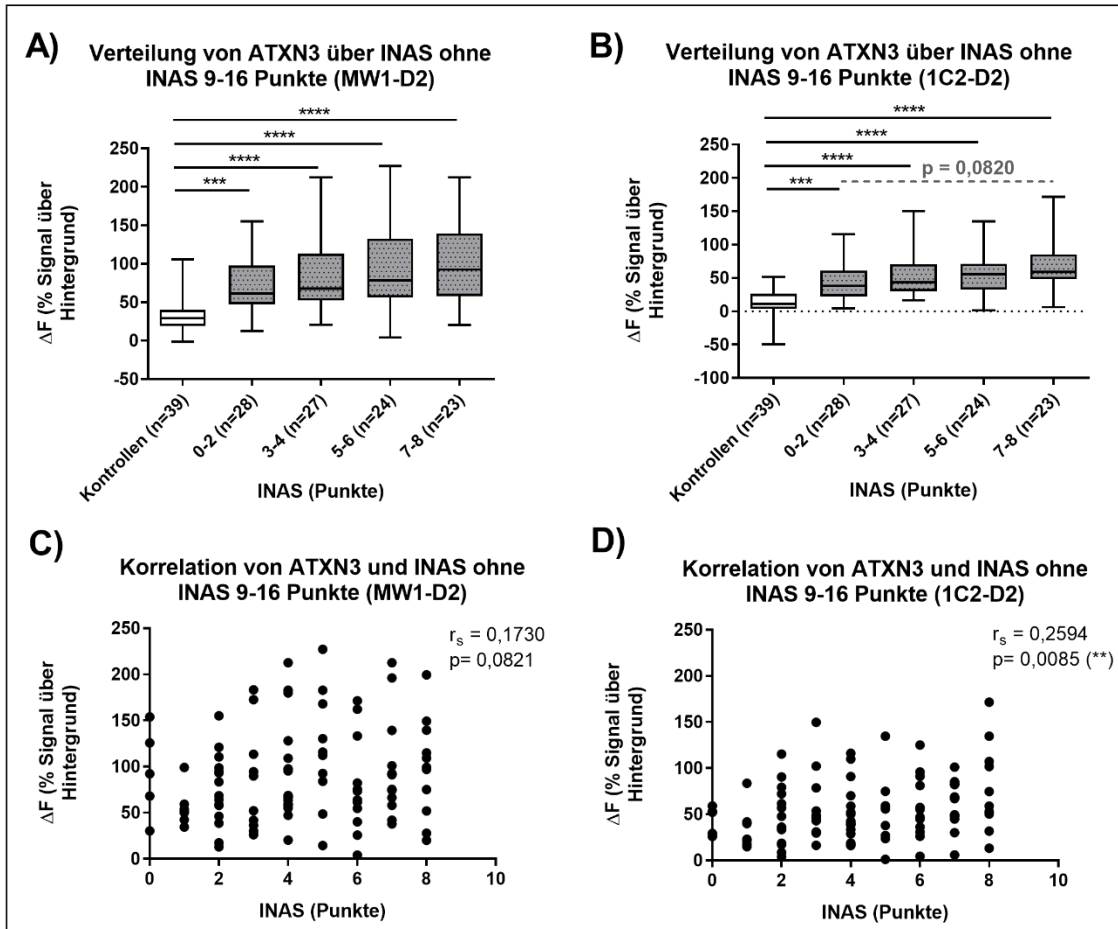 A)
Verteilung von ATXN3 über INAS ohne
INAS 9-16 Punkte (MW1-D2)
****
****
****
***
250
200
150
100
50
0
-50
ΔF (% Signal über
Hintergrund)
Kontrollen (n=39)
0-2 (n=28)
3-4 (n=27)
5-6 (n=24)
7-8 (n=23)
INAS (Punkte)
B)
Verteilung von ATXN3 über INAS ohne
INAS 9-16 Punkte (1C2-D2)
****
****
****
***
p = 0,0820
250
200
150
100
50
0
-50
-100
ΔF (% Signal über
Hintergrund)
Kontrollen (n=39)
0-2 (n=28)
3-4 (n=27)
5-6 (n=24)
7-8 (n=23)
INAS (Punkte)
C)
Korrelation von ATXN3 und INAS ohne
INAS 9-16 Punkte (MW1-D2)
rs = 0,1730
p= 0,0821
250
200
150
100
50
0
ΔF (% Signal über
Hintergrund)
0 2 4 6 8 10
INAS (Punkte)
D)
Korrelation von ATXN3 und INAS ohne
INAS 9-16 Punkte (1C2-D2)
rs = 0,2594
p= 0,0085 (**)
250
200
150
100
50
0
ΔF (% Signal über
Hintergrund)
0 2 4 6 8 10
INAS (Punkte)